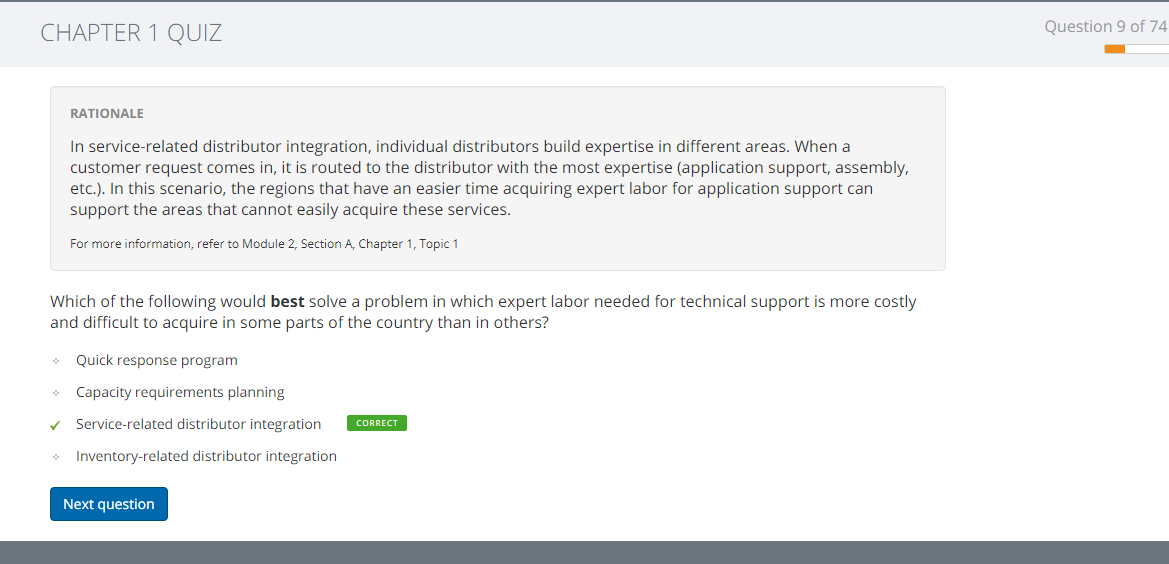 CHAPTER 1 QUIZ
Question 9 of 74
RATIONALE
In service-related distributor integration, individual distributors build expertise in different areas. When a
customer request comes in, it is routed to the distributor with the most expertise (application support, assembly,
etc.). In this scenario, the regions that have an easier time acquiring expert labor for application support can
support the areas that cannot easily acquire these services.
For more information, refer to Module 2, Section A, Chapter 1, Topic 1
Which of the following would best solve a problem in which expert labor needed for technical support is more costly
and difficult to acquire in some parts of the country than in others?
Quick response program
Capacity requirements planning
Service-related distributor integration CORRECT
Inventory-related distributor integration
Next question